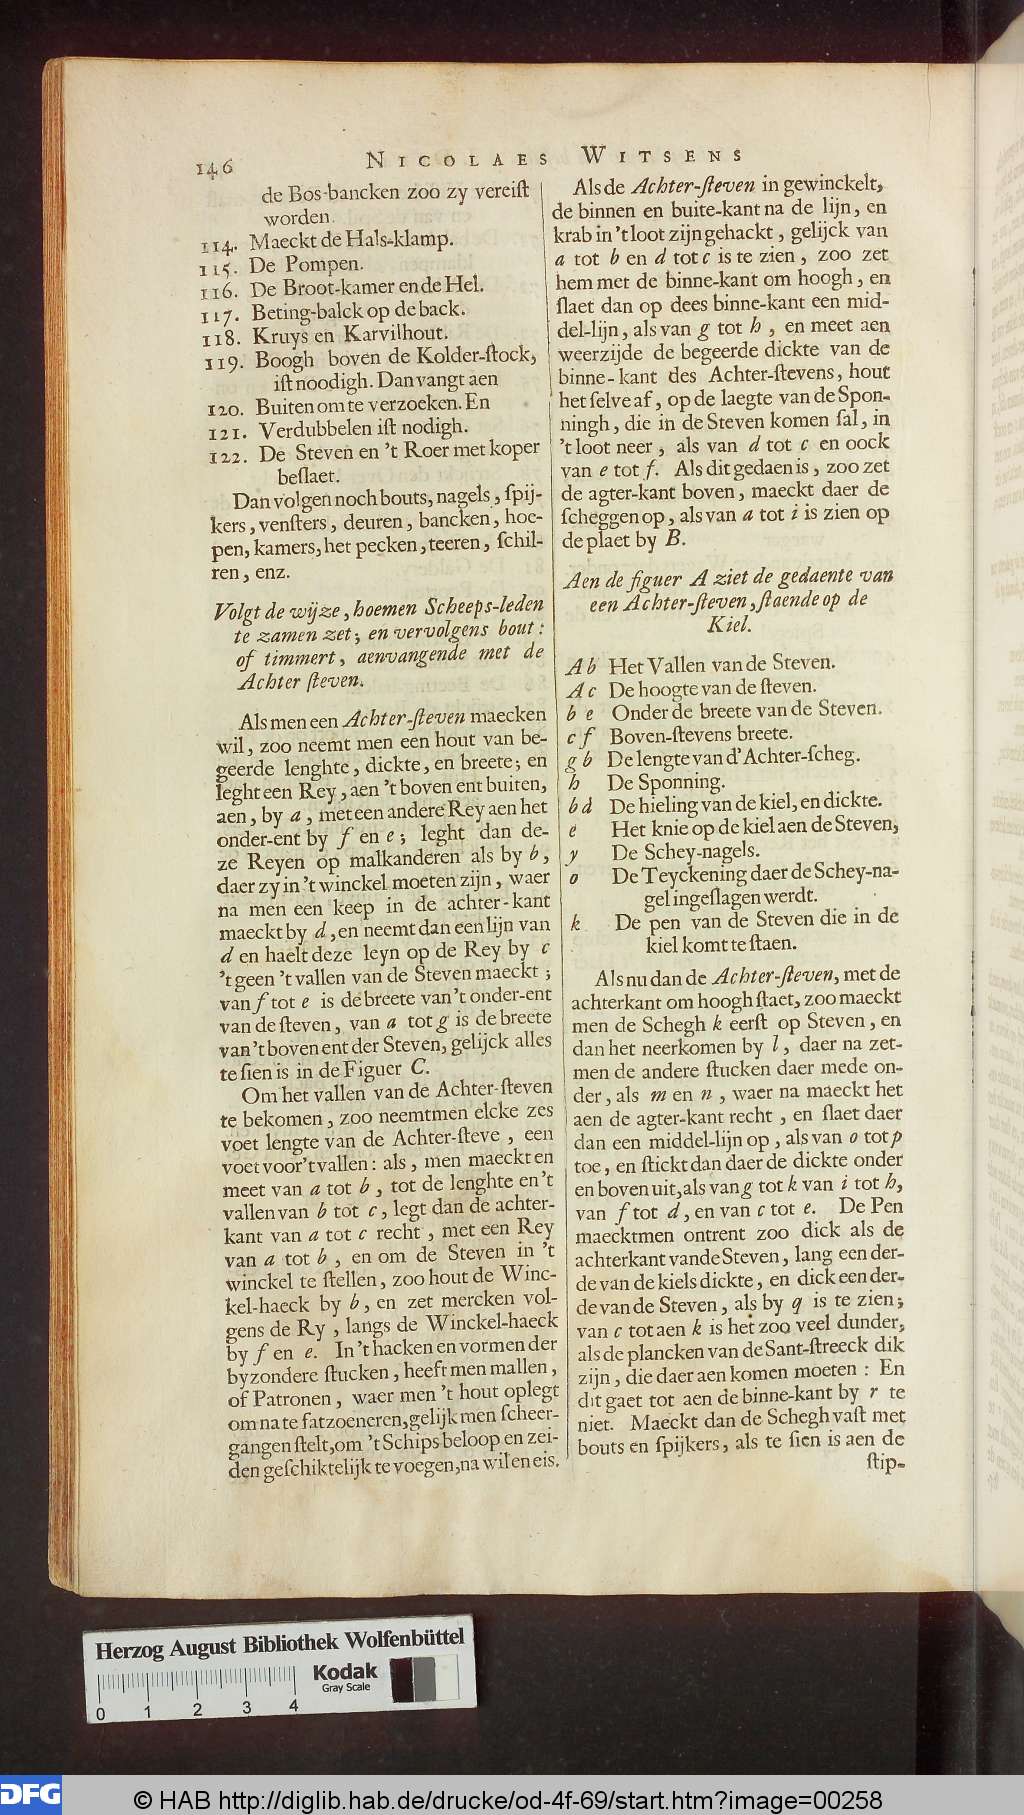 146
NICOLAES WITSENS
de Bos-bancken zoo zy vereiſt
worden.
114. Maeckt de Hals-klamp.
115. De Pompen.
116. De Broot-kamer en de Hel.
117. Beting-balck op de back.
118. Kruys en Karvilhout.
119. Boogh boven de Kolder-ſtock,
iſt noodigh. Dan vangt aen
120. Buiten om te verzoeken. En
121. Verdubbelen iſt nodigh.
122. De Steven en 't Roer met koper
beſlaet.
Dan volgen noch bouts, nagels, ſpij-
kers, venſters, deuren, bancken, hoe-
pen, kamers, het pecken, teeren, ſchil-
ren, enz.
Volgt de wijze, hoemen Scheeps-leden
te zamen zet; en vervolgens bout:
of timmert, aenvangende met de
Achter ſteven.
Als men een Achter-ſteven maecken
wil, zoo neemt men een hout van be-
geerde lenghte, dickte, en breete; en
leght een Rey, aen 't boven ent buiten,
aen, by a, met een andere Rey aen het
onder-ent by f en e; leght dan de-
ze Reyen op malkanderen als by b,
daer zy in 't winckel moeten zijn, waer
na men een keep in de achter-kant
maeckt by d, en neemt dan een lijn van
d en haelt deze leyn op de Rey by c
't geen 't vallen van de Steven maeckt;
van f tot e is de breete van 't onder-ent
van de ſteven, van a tot g is de breete
van 't boven ent der Steven, gelijck alles
te ſien is in de Figuer C.
Om het vallen van de Achter-ſteven
te bekomen, zoo neemtmen elcke zes
voet lengte van de Achter-ſteve, een
voet voor't vallen: als, men maeckt en
meet van a tot b, tot de lenghte en 't
vallen van b tot c, legt dan de achter-
kant van a tot c recht, met een Rey
van a tot b, en om de Steven in 't
winckel te ſtellen, zoo hout de Winc-
kel-haeck by b, en zet mercken vol-
gens de Ry, langs de Winckel-haeck
by f en e. In 't hacken en vormen der
byzondere ſtucken, heeft men mallen,
of Patronen, waer men 't hout oplegt
om na te fatzoeneren, gelijk men ſcheer-
gangen ſtelt, om 't Schips beloop en zei-
den geſchiktelijk te voegen, na wil en eis.
Als de Achter-ſteven in gewinckelt,
de binnen en buite-kant na de lijn, en
krab in 't loot zijn gehackt, gelijck van
a tot b en d tot c is te zien, zoo zet
hem met de binne-kant om hoogh, en
ſlaet dan op dees binne-kant een mid-
del-lijn, als van g tot h, en meet aen
weerzijde de begeerde dickte van de
binne-kant des Achter-ſtevens, hout
het ſelve af, op de laegte van de Spon-
ningh, die in de Steven komen ſal, in
't loot neer, als van d tot c en oock
van e tot f. Als dit gedaen is, zoo zet
de agter-kant boven, maeckt daer de
ſcheggen op, als van a tot i is zien op
de plaet by B.
Aen de figuer A ziet de gedaente van
een Achter-ſteven, ſtaende op de
Kiel.
A b Het Vallen van de Steven.
A c De hoogte van de ſteven.
b e Onder de breete van de Steven.
c f Boven-ſtevens breete.
g b De lengte van d'Achter-ſcheg.
h De Sponning.
b d De hieling van de kiel, en dickte.
e Het knie op de kiel aen de Steven,
y De Schey-nagels.
o De Teyckening daer de Schey-na-
gel ingeſlagen werdt.
k De pen van de Steven die in de
kiel komt te ſtaen.
Als nu dan de Achter-ſteven, met de
achterkant om hoogh ſtaet, zoo maeckt
men de Schegh k eerſt op Steven, en
dan het neerkomen by l, daer na zet-
men de andere ſtucken daer mede on-
der, als m en n, waer na maeckt het
aen de agter-kant recht, en ſlaet daer
dan een middel-lijn op, als van o tot p
toe, en ſtickt dan daer de dickte onder
en boven uit, als van g tot k van i tot h,
van f tot d, en van c tot e. De Pen
maecktmen ontrent zoo dick als de
achterkant vande Steven, lang een der-
de van de kiels dickte, en dick een der-
de van de Steven, als by q is te zien;
van c tot aen k is het zoo veel dunder,
als de plancken van de Sant-ſtreeck dik
zijn, die daer aen komen moeten: En
dit gaet tot aen de binne-kant by r te
niet. Maeckt dan de Schegh vaſt met
bouts en ſpijkers, als te ſien is aen de
ſtip-
Herzog August Bibliothek Wolfenbüttel
Kodak
Gray Scale
0 1 2 3 4
DFG
© HAB http://diglib.hab.de/drucke/od-4f-69/start.htm?image=00258